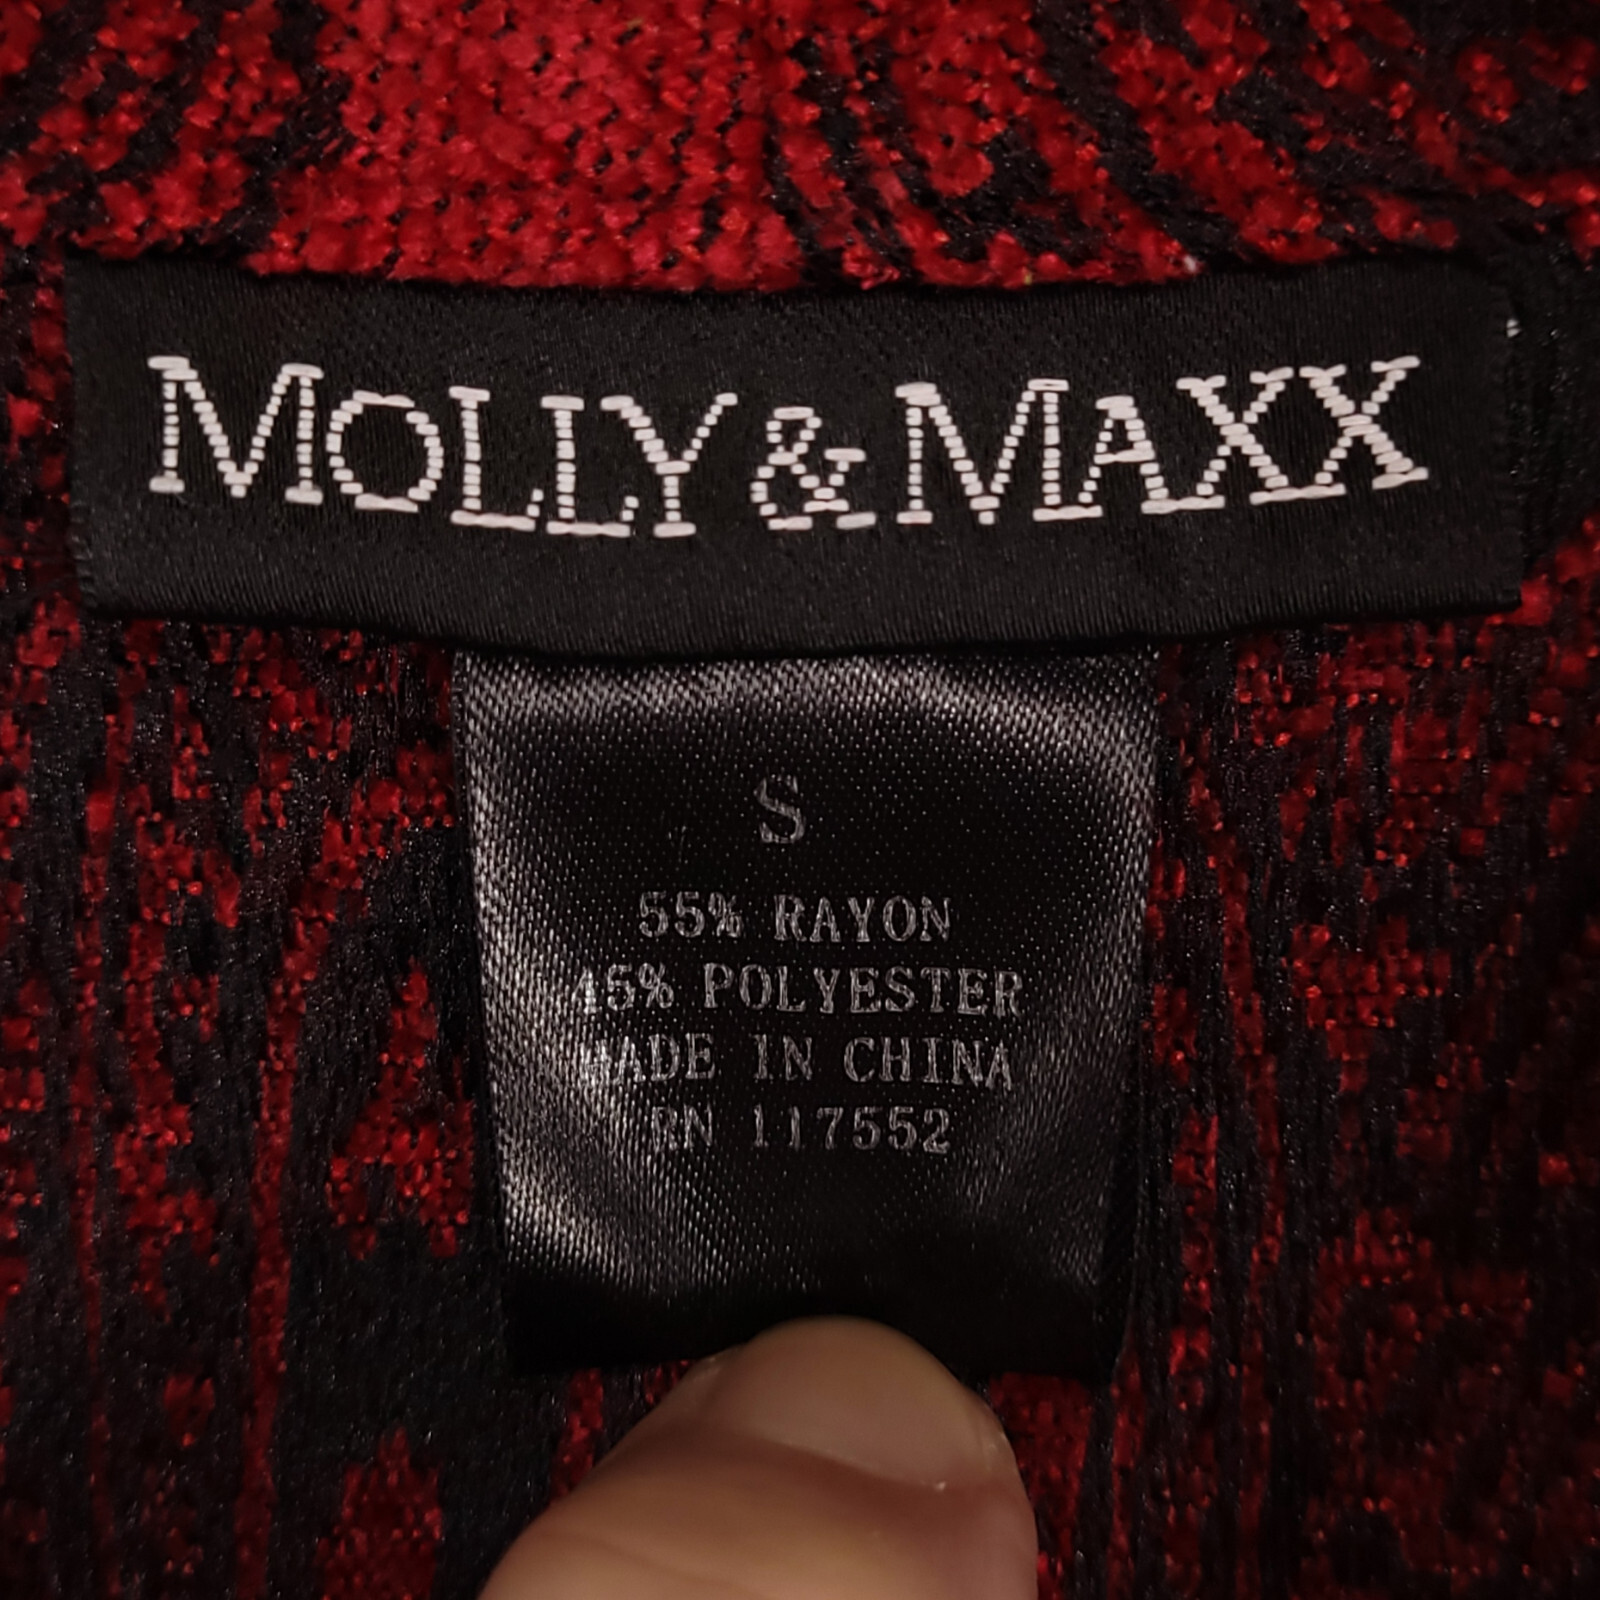 MOLLY & MAXX
S
55% RAYON
45% POLYESTER
MADE IN CHINA
RN 117552